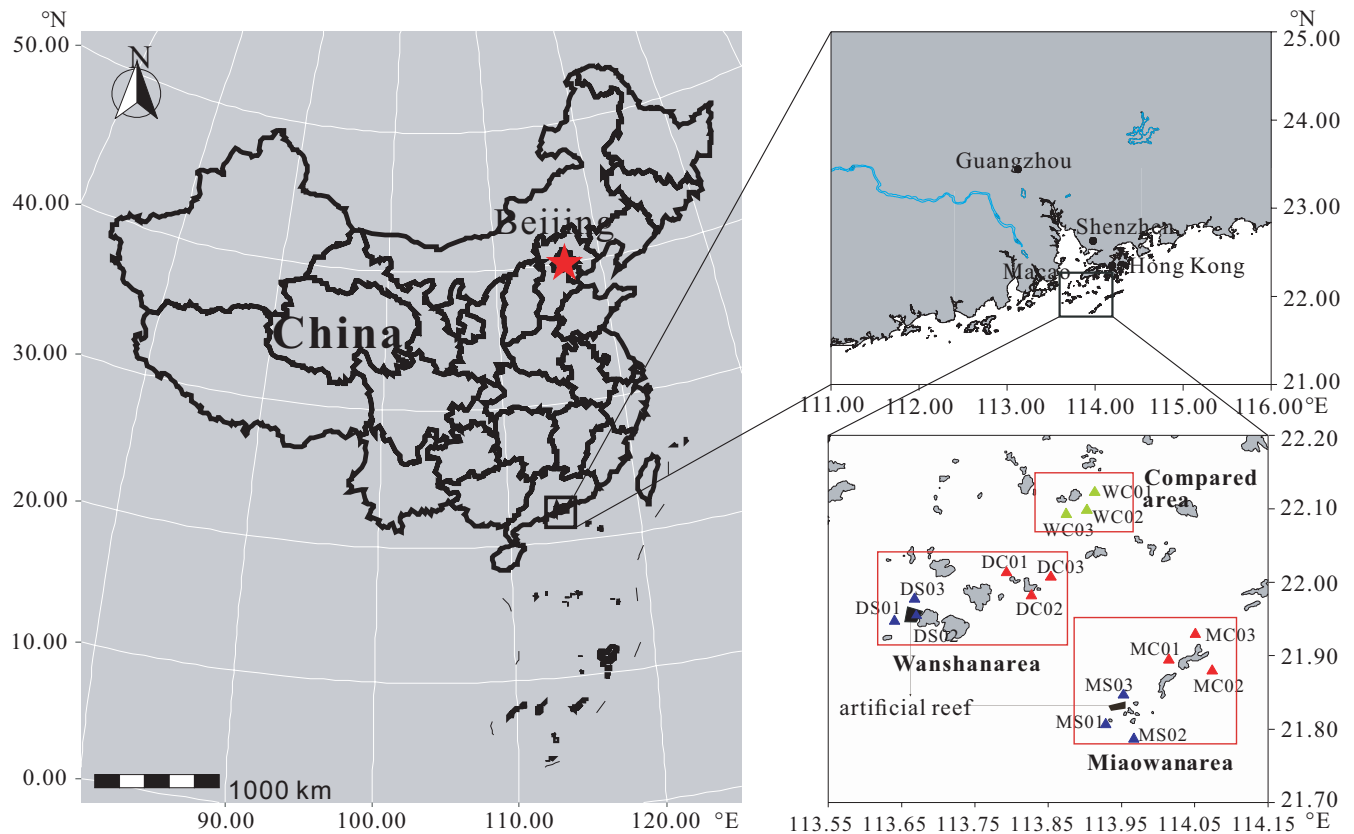 °N
50.00
40.00
30.00
20.00
10.00
0.00
N
Beijing
China
1000 km
90.00
100.00
110.00
120.00
°E
°N
25.00
24.00
23.00
22.00
21.00
Guangzhou
Shenzhen
Hong Kong
Macao
111.00
112.00
113.00
114.00
115.00
116.00
°E
22.20
22.10
22.00
21.90
21.80
21.70
Compared
area
WC01
WC02
WC03
DC01
DC03
DC02
DS03
DS01
DS02
Wanshanarea
MC03
MC01
MC02
MS03
artificial reef
MS01
MS02
Miaowanarea
113.55
113.65
113.75
113.85
113.95
114.05
114.15
°E